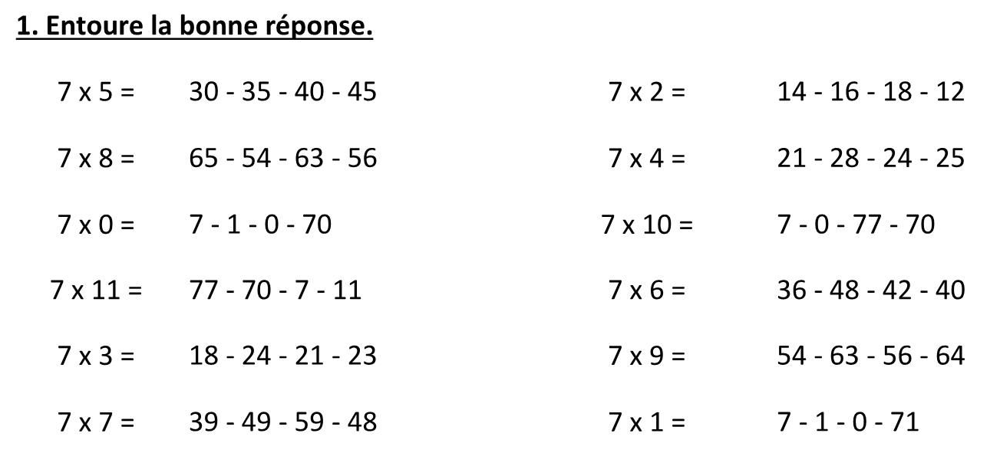 1. Entoure la bonne réponse.
7 x 5 = 30 - 35 - 40 - 45 7 x 2 = 14 - 16 - 18 - 12
7 x 8 = 65 - 54 - 63 - 56 7 x 4 = 21 - 28 - 24 - 25
7 x 0 = 7 - 1 - 0 - 70 7 x 10 = 7 - 0 - 77 - 70
7 x 11 = 77 - 70 - 7 - 11 7 x 6 = 36 - 48 - 42 - 40
7 x 3 = 18 - 24 - 21 - 23 7 x 9 = 54 - 63 - 56 - 64
7 x 7 = 39 - 49 - 59 - 48 7 x 1 = 7 - 1 - 0 - 71